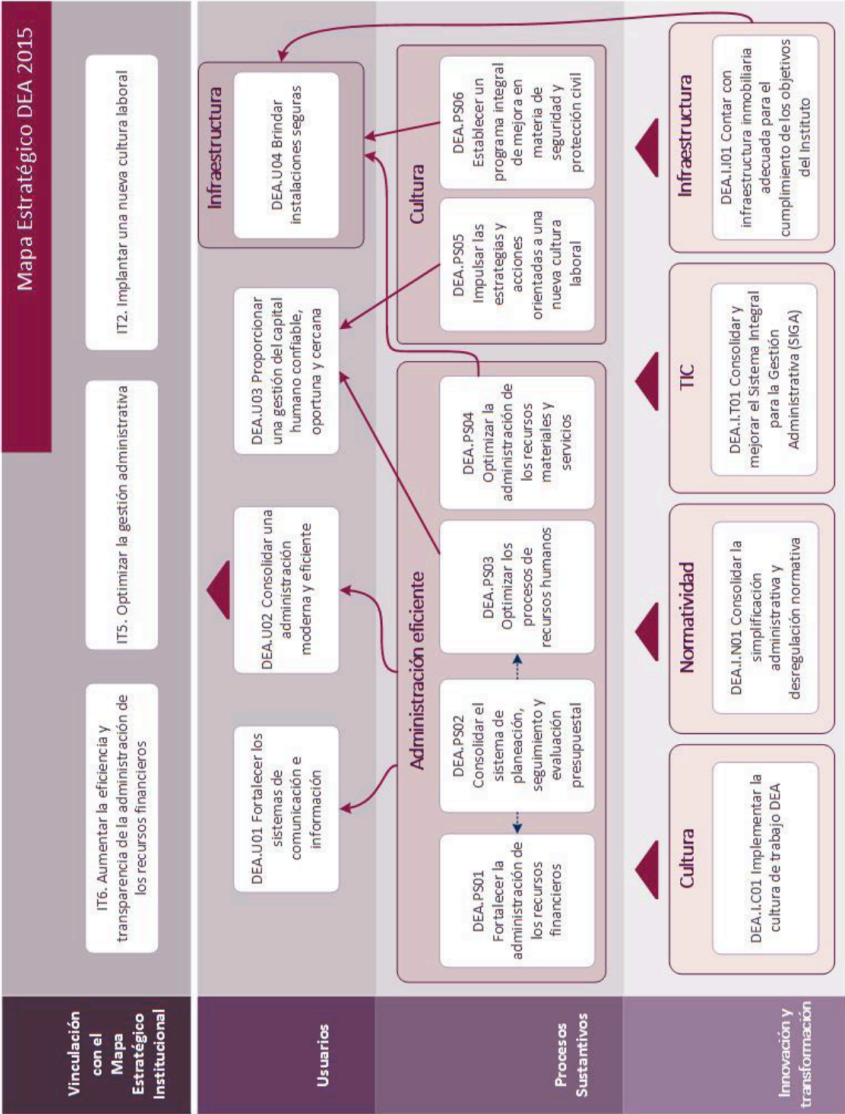 Mapa Estratégico DEA 2015
Vinculación
con el
Mapa
Estratégico
Institucional
IT6. Aumentar la eficiencia y
transparencia de la administración de
los recursos financieros
IT5. Optimizar la gestión administrativa
IT2. Implantar una nueva cultura laboral
Usuarios
DEA.U01 Fortalecer los
sistemas de
comunicación e
información
DEA.U02 Consolidar una
administración
moderna y eficiente
DEA.U03 Proporcionar
una gestión del capital
humano confiable,
oportuna y cercana
Infraestructura
DEA.U04 Brindar
instalaciones seguras
Procesos
Sustantivos
Administración eficiente
DEA.PS01
Fortalecer la
administración de
los recursos
financieros
DEA.PS02
Consolidar el
sistema de
planeación,
seguimiento y
evaluación
presupuestal
DEA.PS03
Optimizar los
procesos de
recursos humanos
DEA.PS04
Optimizar la
administración de
los recursos
materiales y
servicios
Cultura
DEA.PS05
Impulsar las
estrategias y
acciones
orientadas a una
nueva cultura
laboral
DEA.PS06
Establecer un
programa integral
de mejora en
materia de
seguridad y
protección civil
Innovación y
transformación
Cultura
DEA.I.C01 Implementar la
cultura de trabajo DEA
Normatividad
DEA.I.N01 Consolidar la
simplificación
administrativa y
desregulación normativa
TIC
DEA.I.T01 Consolidar y
mejorar el Sistema Integral
para la Gestión
Administrativa (SIGA)
Infraestructura
DEA.I.I01 Contar con
infraestructura inmobiliaria
adecuada para el
cumplimiento de los objetivos
del Instituto